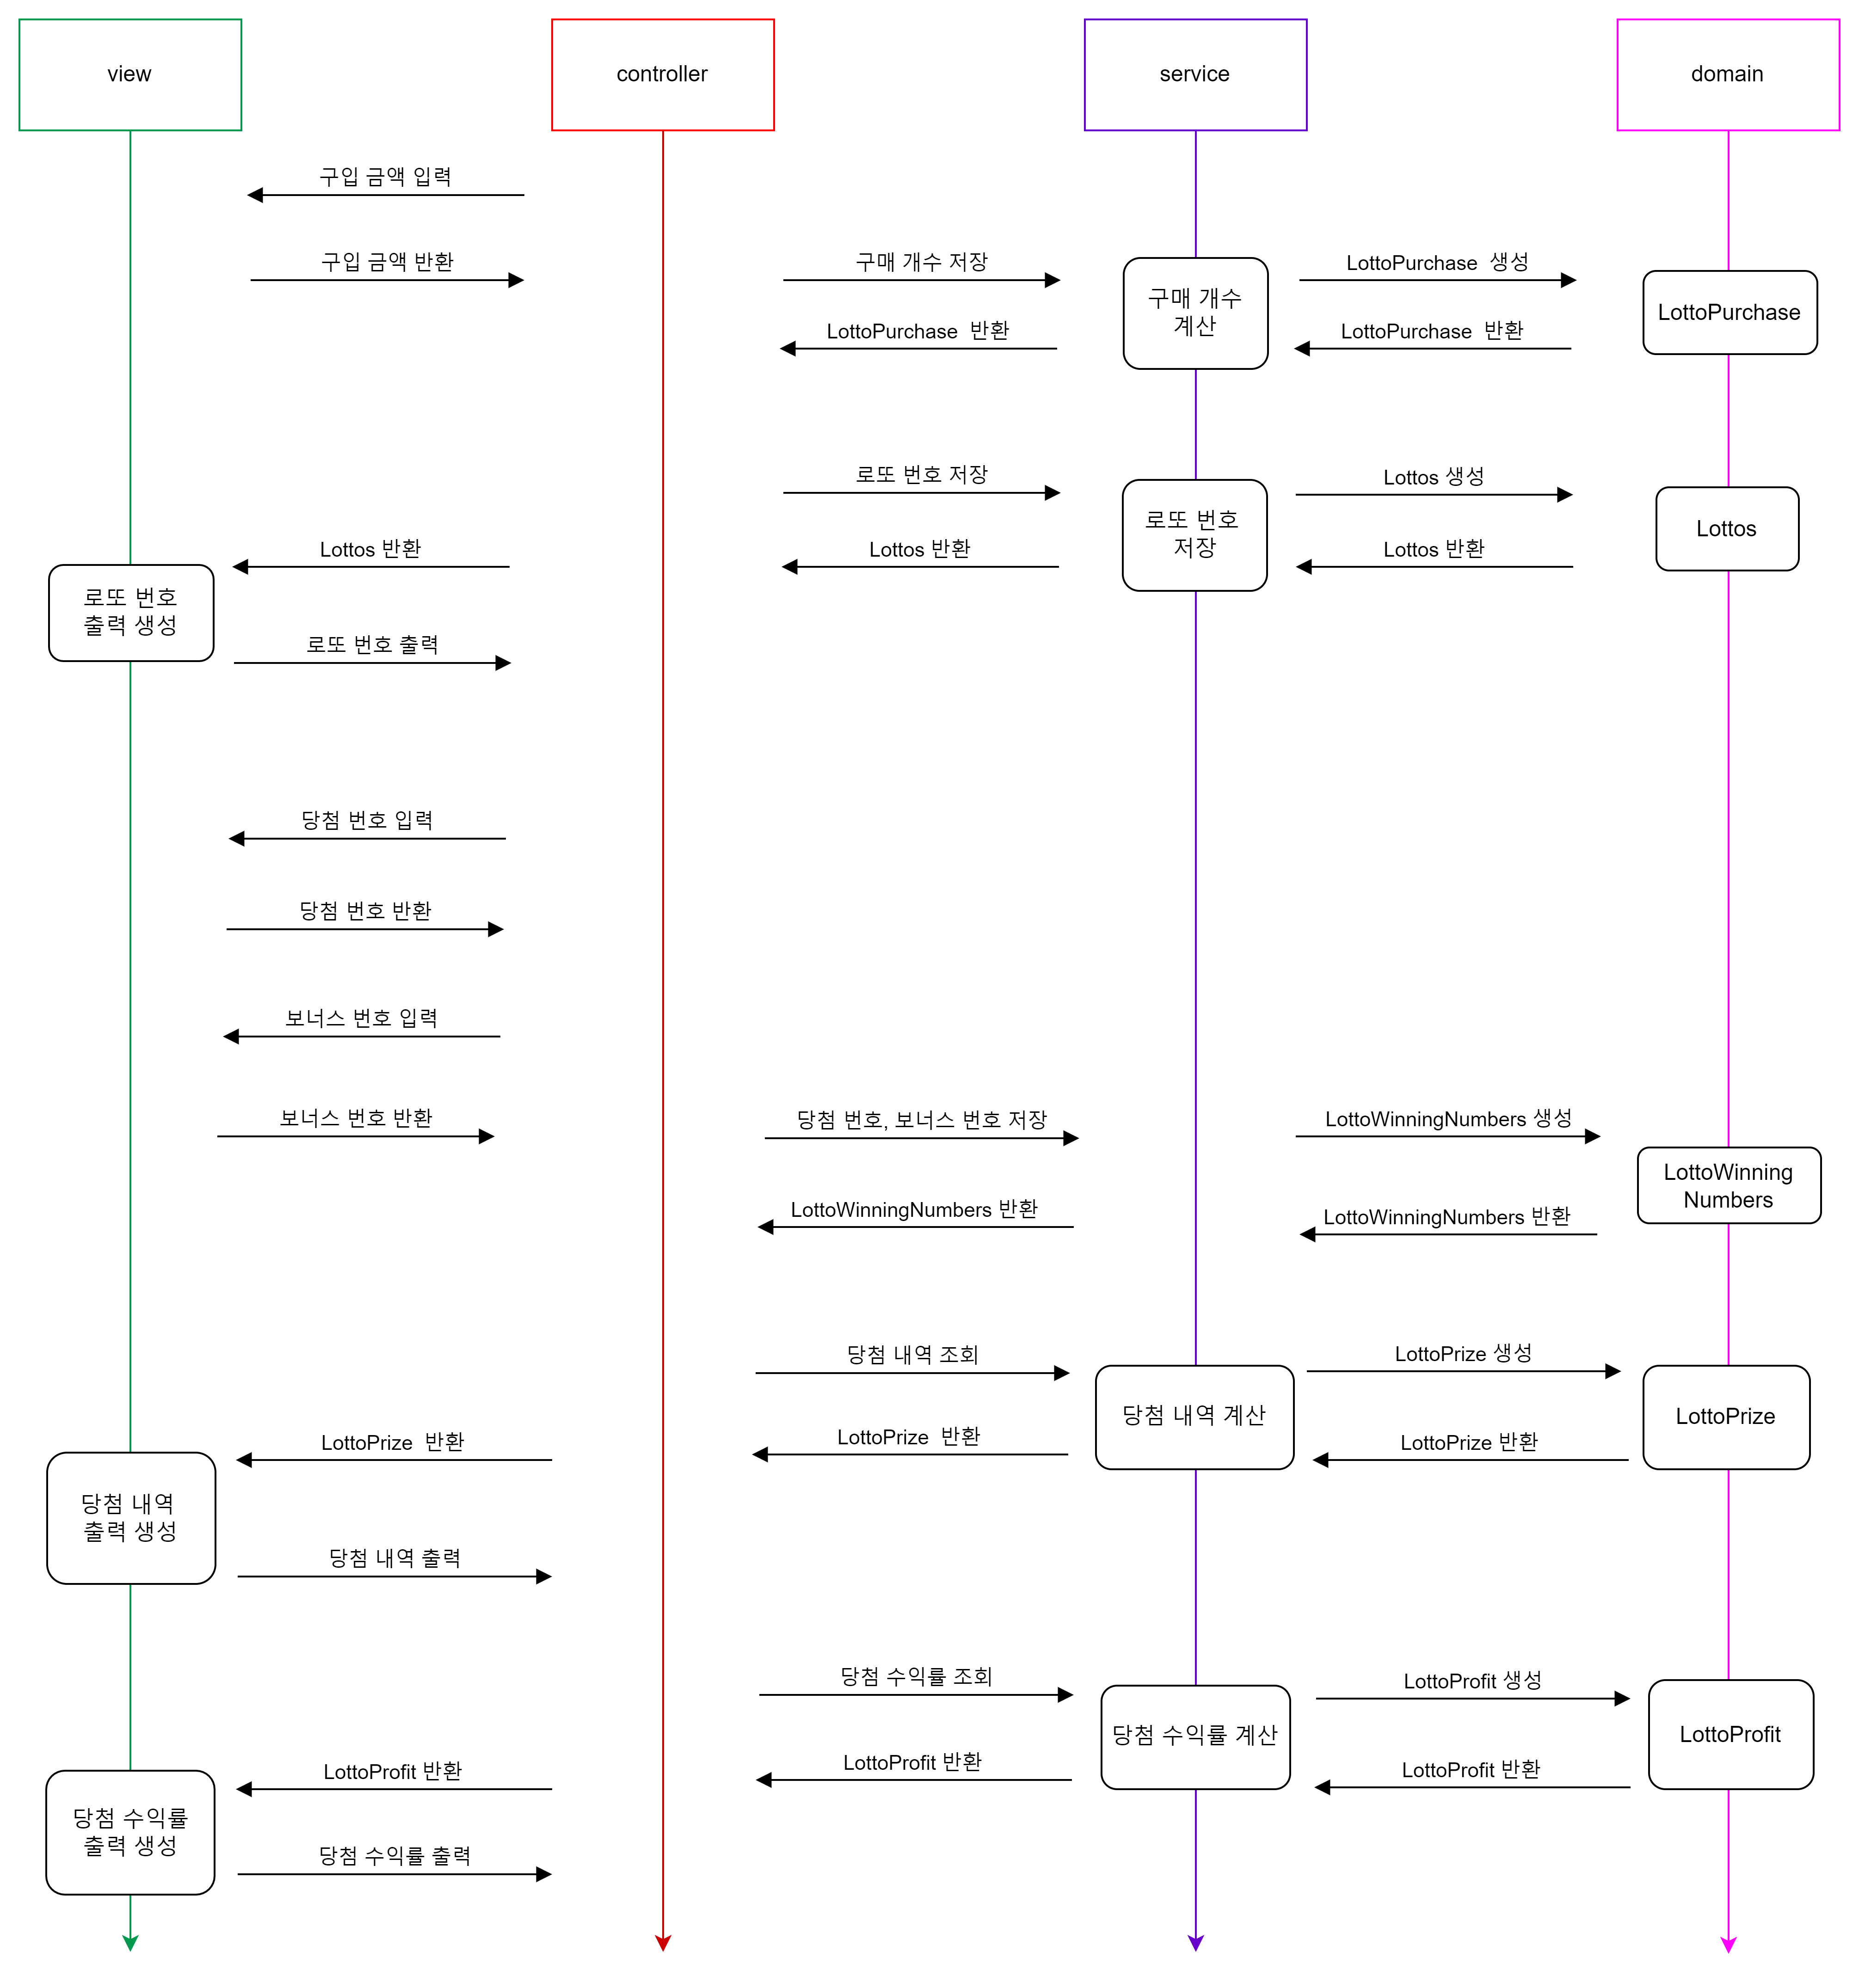 view
controller
service
domain
구입 금액 입력
구입 금액 반환
구매 개수 저장
LottoPurchase 생성
구매 개수
계산
LottoPurchase
LottoPurchase 반환
LottoPurchase 반환
로또 번호 저장
Lottos 생성
로또 번호
저장
Lottos
Lottos 반환
Lottos 반환
Lottos 반환
로또 번호
출력 생성
로또 번호 출력
당첨 번호 입력
당첨 번호 반환
보너스 번호 입력
보너스 번호 반환
당첨 번호, 보너스 번호 저장
LottoWinningNumbers 생성
LottoWinning
Numbers
LottoWinningNumbers 반환
LottoWinningNumbers 반환
당첨 내역 조회
LottoPrize 생성
당첨 내역 계산
LottoPrize
LottoPrize 반환
LottoPrize 반환
LottoPrize 반환
당첨 내역
출력 생성
당첨 내역 출력
당첨 수익률 조회
LottoProfit 생성
당첨 수익률 계산
LottoProfit
LottoProfit 반환
LottoProfit 반환
LottoProfit 반환
당첨 수익률
출력 생성
당첨 수익률 출력